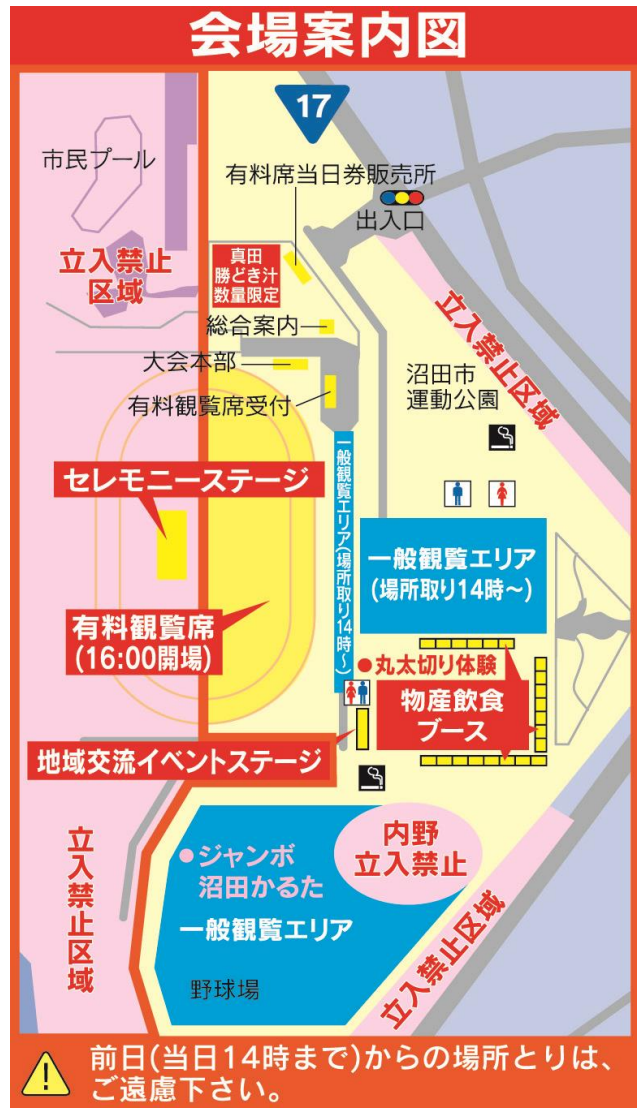 会場案内図
17
市民プール
有料席当日券販売所
出入口
立入禁止
区域
真田
勝どき汁
数量限定
総合案内
大会本部
有料観覧席受付
沼田市
運動公園
立入禁止区域
セレモニーステージ
一般観覧エリア(場所取り14時～)
一般観覧エリア
(場所取り14時～)
有料観覧席
(16:00開場)
●丸太切り体験
物産飲食
ブース
地域交流イベントステージ
内野
立入禁止
●ジャンボ
沼田かるた
一般観覧エリア
野球場
立入禁止区域
立入禁止区域
前日(当日14時まで)からの場所とりは、
ご遠慮下さい。